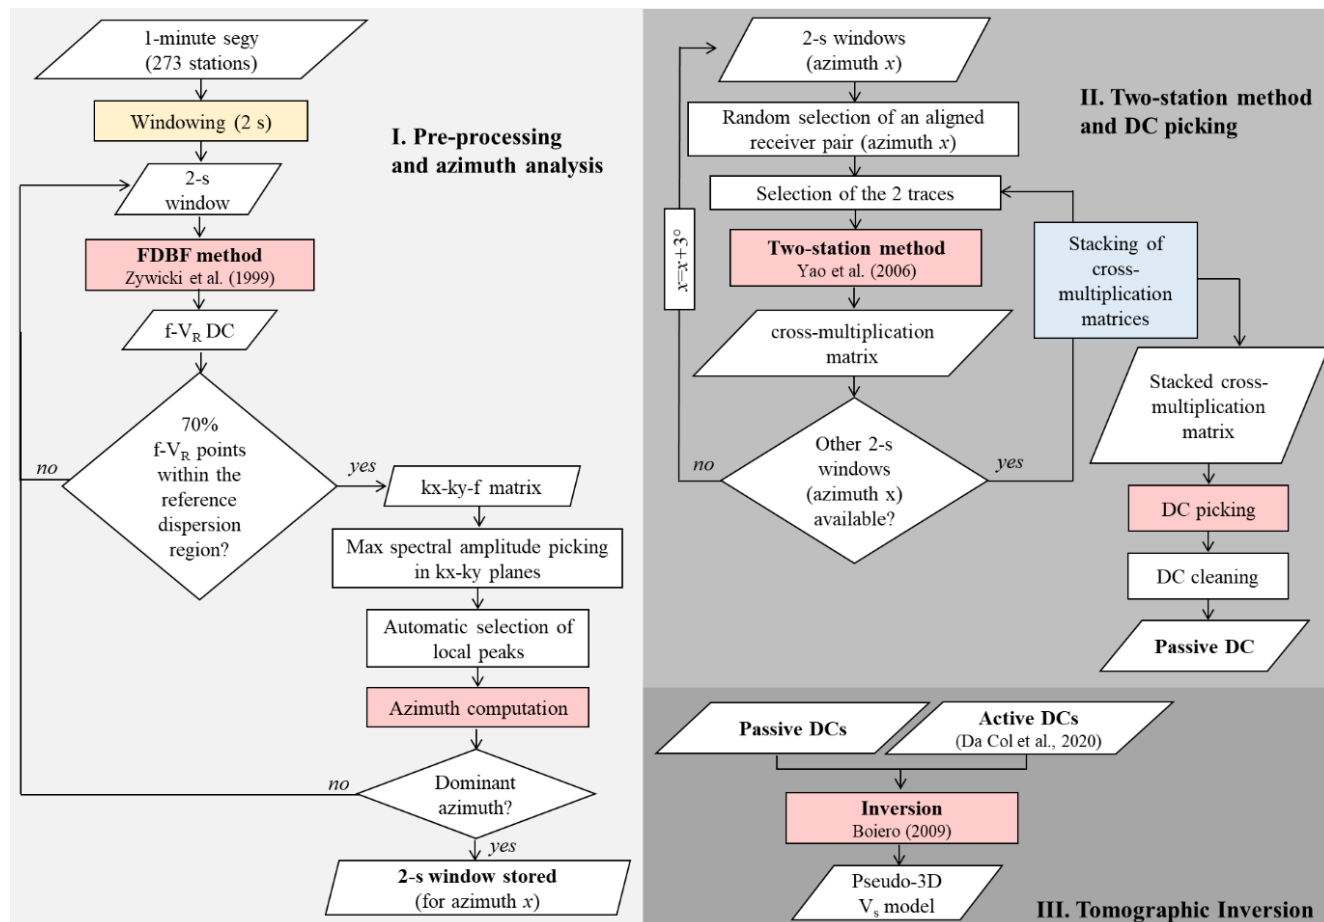 1-minute segy
(273 stations)
Windowing (2 s)
I. Pre-processing
and azimuth analysis
2-s
window
FDBF method
Zywicki et al. (1999)
f-VR DC
70%
f-VR points
within the
reference
dispersion
region?
no
yes
kx-ky-f matrix
Max spectral amplitude picking
in kx-ky planes
Automatic selection of
local peaks
Azimuth computation
Dominant
azimuth?
no
yes
2-s window stored
(for azimuth x)
2-s windows
(azimuth x)
II. Two-station method
and DC picking
Random selection of an aligned
receiver pair (azimuth x)
Selection of the 2 traces
x=x+3°
Two-station method
Yao et al. (2006)
Stacking of
cross-
multiplication
matrices
cross-multiplication
matrix
Other 2-s
windows
(azimuth x)
available?
no
yes
Stacked cross-
multiplication
matrix
DC picking
DC cleaning
Passive DC
Passive DCs
Active DCs
(Da Col et al., 2020)
Inversion
Boiero (2009)
Pseudo-3D
Vs model
III. Tomographic Inversion